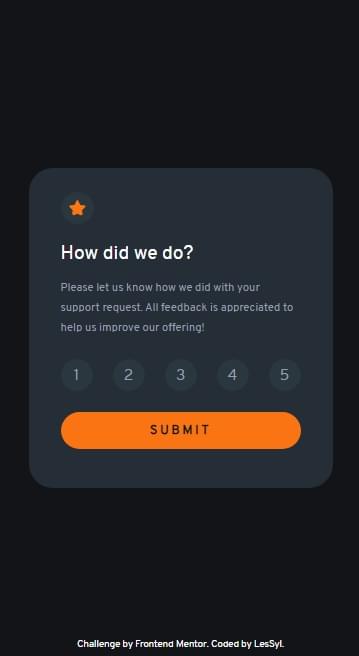 How did we do?
Please let us know how we did with your
support request. All feedback is appreciated to
help us improve our offering!
1 2 3 4 5
SUBMIT
Challenge by Frontend Mentor. Coded by LesSyl.